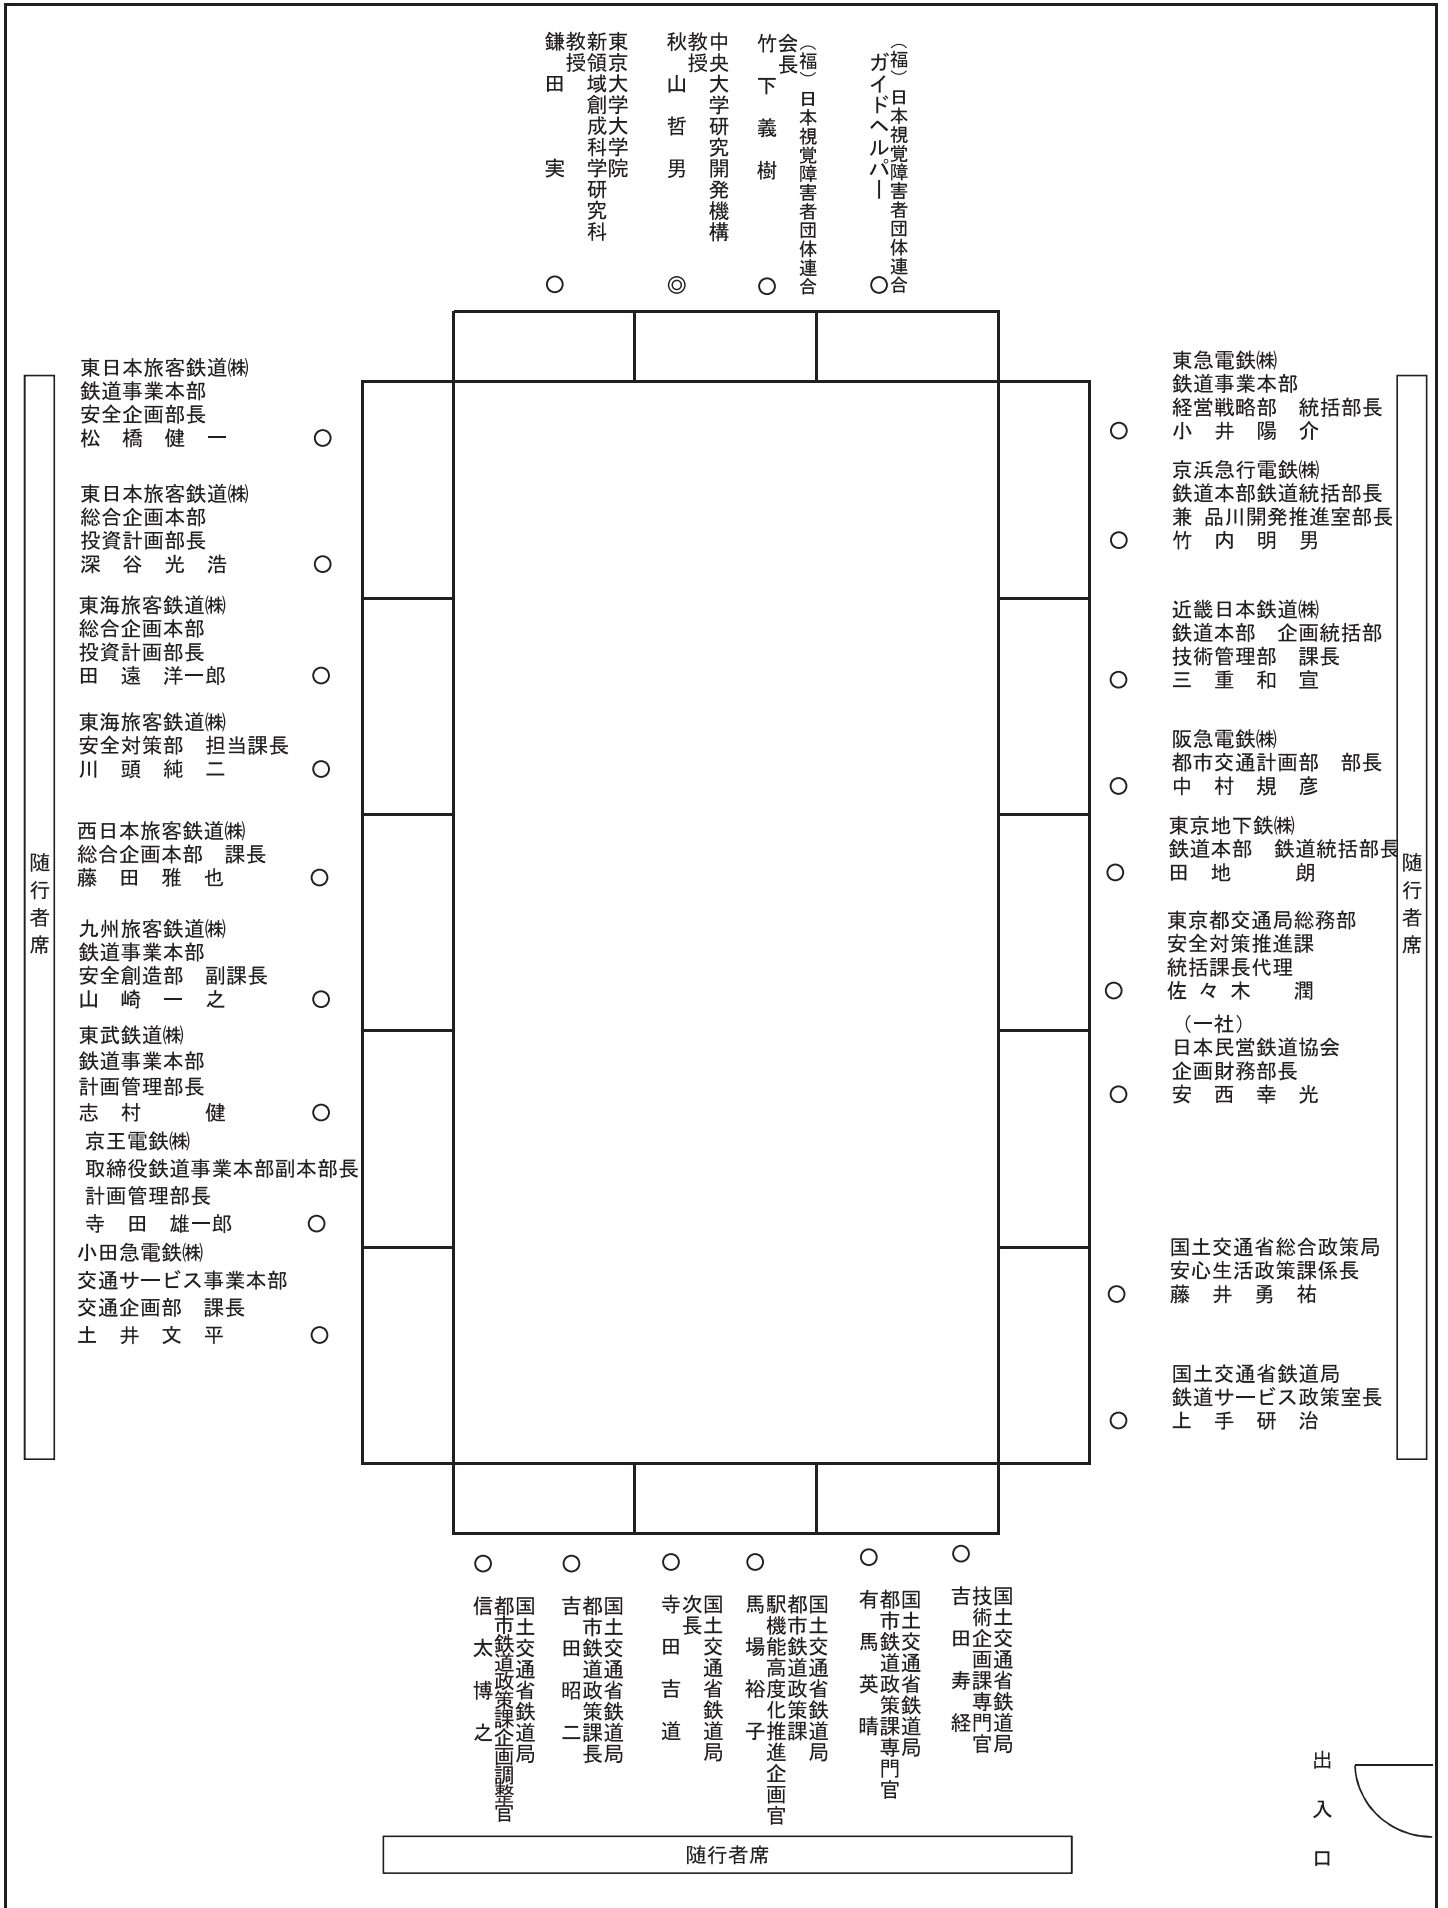 （福）日本視覚障害者団体連合
ガイドヘルパー
（福）日本視覚障害者団体連合
会長
竹　下　義　樹
中央大学研究開発機構
教授
秋　山　哲　男
東京大学大学院
新領域創成科学研究科
教授
鎌　田　　　実
○
◎
○
○
東日本旅客鉄道㈱
鉄道事業本部
安全企画部長
松　橋　健　一　○
東日本旅客鉄道㈱
総合企画本部
投資計画部長
深　谷　光　浩　○
東海旅客鉄道㈱
総合企画本部
投資計画部長
田　遠　洋一郎　○
東海旅客鉄道㈱
安全対策部　担当課長
川　頭　純　二　○
西日本旅客鉄道㈱
総合企画本部　課長
藤　田　雅　也　○
九州旅客鉄道㈱
鉄道事業本部
安全創造部　副課長
山　崎　一　之　○
東武鉄道㈱
鉄道事業本部
計画管理部長
志　村　　　健　○
京王電鉄㈱
取締役鉄道事業本部副本部長
計画管理部長
寺　田　雄一郎　○
小田急電鉄㈱
交通サービス事業本部
交通企画部　課長
土　井　文　平　○
随行者席
東急電鉄㈱
鉄道事業本部
経営戦略部　統括部長
○　小　井　陽　介
京浜急行電鉄㈱
鉄道本部鉄道統括部長
兼 品川開発推進室部長
○　竹　内　明　男
近畿日本鉄道㈱
鉄道本部　企画統括部
技術管理部　課長
○　三　重　和　宣
阪急電鉄㈱
都市交通計画部　部長
○　中　村　規　彦
東京地下鉄㈱
鉄道本部　鉄道統括部長
○　田　地　　　朗
東京都交通局総務部
安全対策推進課
統括課長代理
○　佐 々 木　　潤
（一社）
日本民営鉄道協会
企画財務部長
○　安　西　幸　光
国土交通省総合政策局
安心生活政策課係長
○　藤　井　勇　祐
国土交通省鉄道局
鉄道サービス政策室長
○　上　手　研　治
随行者席
○
○
○
○
○
○
国土交通省鉄道局
技術企画課専門官
吉　田　寿　経
国土交通省鉄道局
都市鉄道政策課専門官
有　馬　英　晴
国土交通省鉄道局
都市鉄道政策課
駅機能高度化推進企画官
馬　場　裕　子
国土交通省鉄道局
次長
寺　田　吉　道
国土交通省鉄道局
都市鉄道政策課長
吉　田　昭　二
国土交通省鉄道局
都市鉄道政策課企画調整官
信　太　博　之
出　入　口
随行者席